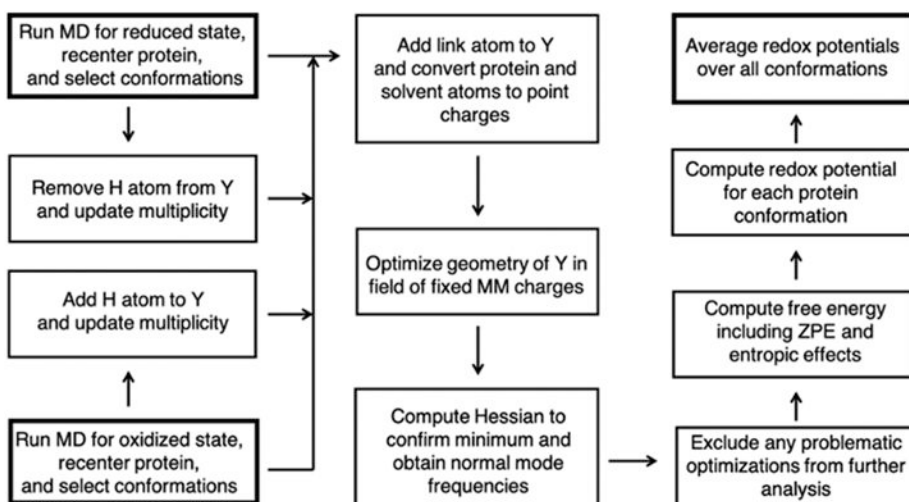 Run MD for reduced state,
recenter protein,
and select conformations
Remove H atom from Y
and update multiplicity
Add H atom to Y
and update multiplicity
Run MD for oxidized state,
recenter protein,
and select conformations
Add link atom to Y
and convert protein and
solvent atoms to point
charges
Optimize geometry of Y in
field of fixed MM charges
Compute Hessian to
confirm minimum and
obtain normal mode
frequencies
Exclude any problematic
optimizations from further
analysis
Compute free energy
including ZPE and
entropic effects
Compute redox potential
for each protein
conformation
Average redox potentials
over all conformations